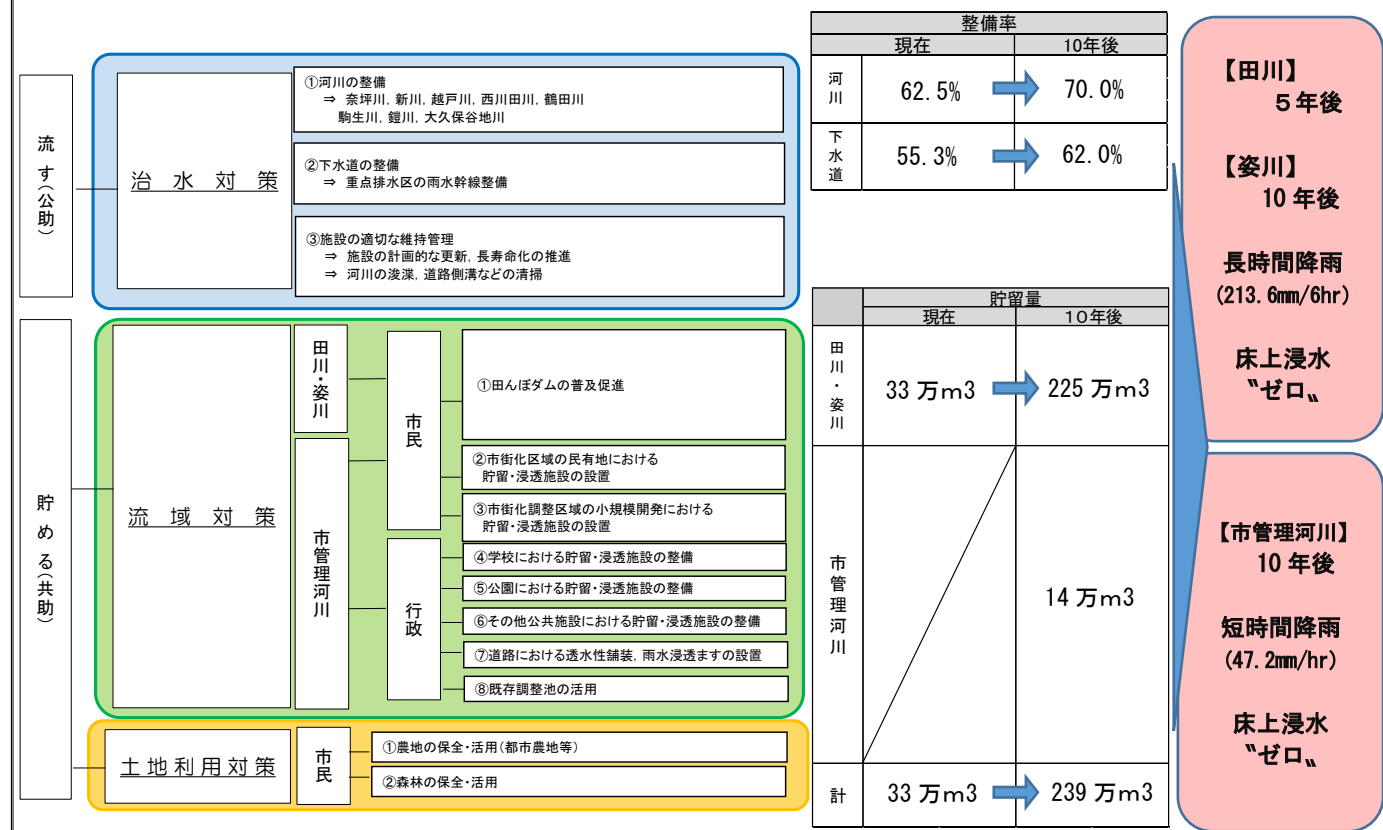 流す(公助)
治水対策
①河川の整備
⇒ 奈坪川, 新川, 越戸川, 西川田川, 鶴田川
駒生川, 鎧川, 大久保谷地川
②下水道の整備
⇒ 重点排水区の雨水幹線整備
③施設の適切な維持管理
⇒ 施設の計画的な更新, 長寿命化の推進
⇒ 河川の浚渫, 道路側溝などの清掃
貯める(共助)
流域対策
田川・姿川
市管理河川
市民
行政
①田んぼダムの普及促進
②市街化区域の民有地における
貯留・浸透施設の設置
③市街化調整区域の小規模開発における
貯留・浸透施設の設置
④学校における貯留・浸透施設の整備
⑤公園における貯留・浸透施設の整備
⑥その他公共施設における貯留・浸透施設の整備
⑦道路における透水性舗装, 雨水浸透ますの設置
⑧既存調整池の活用
土地利用対策
市民
①農地の保全・活用(都市農地等)
②森林の保全・活用
整備率
現在 10年後
河川 62.5% 70.0%
下水道 55.3% 62.0%
貯留量
現在 10年後
田川・姿川 33 万m3 225 万m3
市管理河川 14 万m3
計 33 万m3 239 万m3
【田川】
5年後
【姿川】
10 年後
長時間降雨
(213.6mm/6hr)
床上浸水
〝ゼロ〟
【市管理河川】
10 年後
短時間降雨
(47.2mm/hr)
床上浸水
〝ゼロ〟